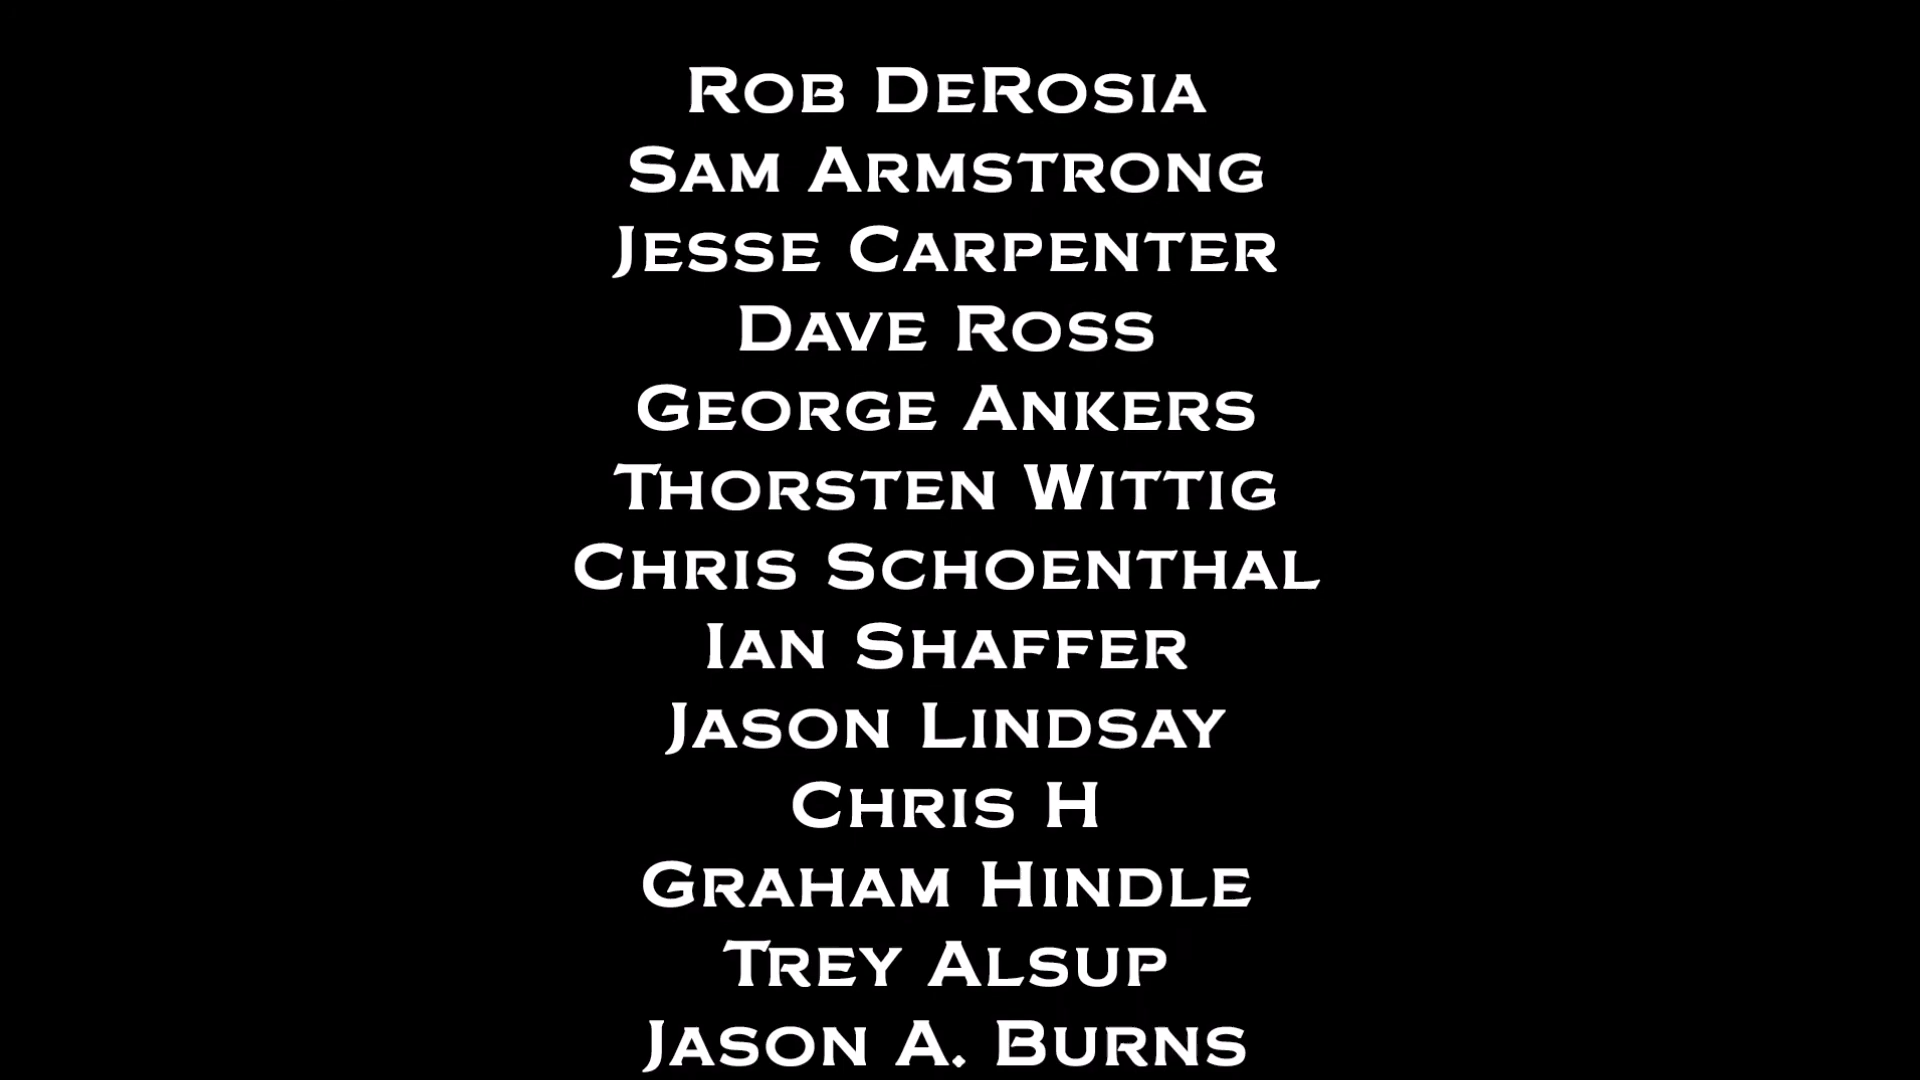 Rob DeRosia
Sam Armstrong
Jesse Carpenter
Dave Ross
George Ankers
Thorsten Wittig
Chris Schoenthal
Ian Shaffer
Jason Lindsay
Chris H
Graham Hindle
Trey Alsup
Jason A. Burns